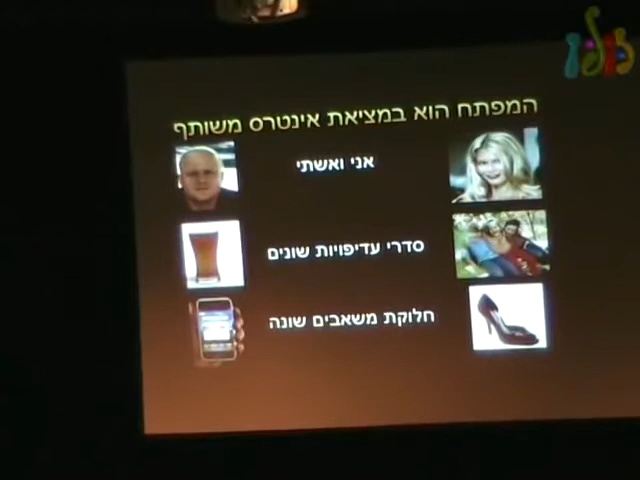 המפתח הוא במציאת אינטרס משותף
אני ואשתי
סדרי עדיפויות שונים
חלוקת משאבים שונה